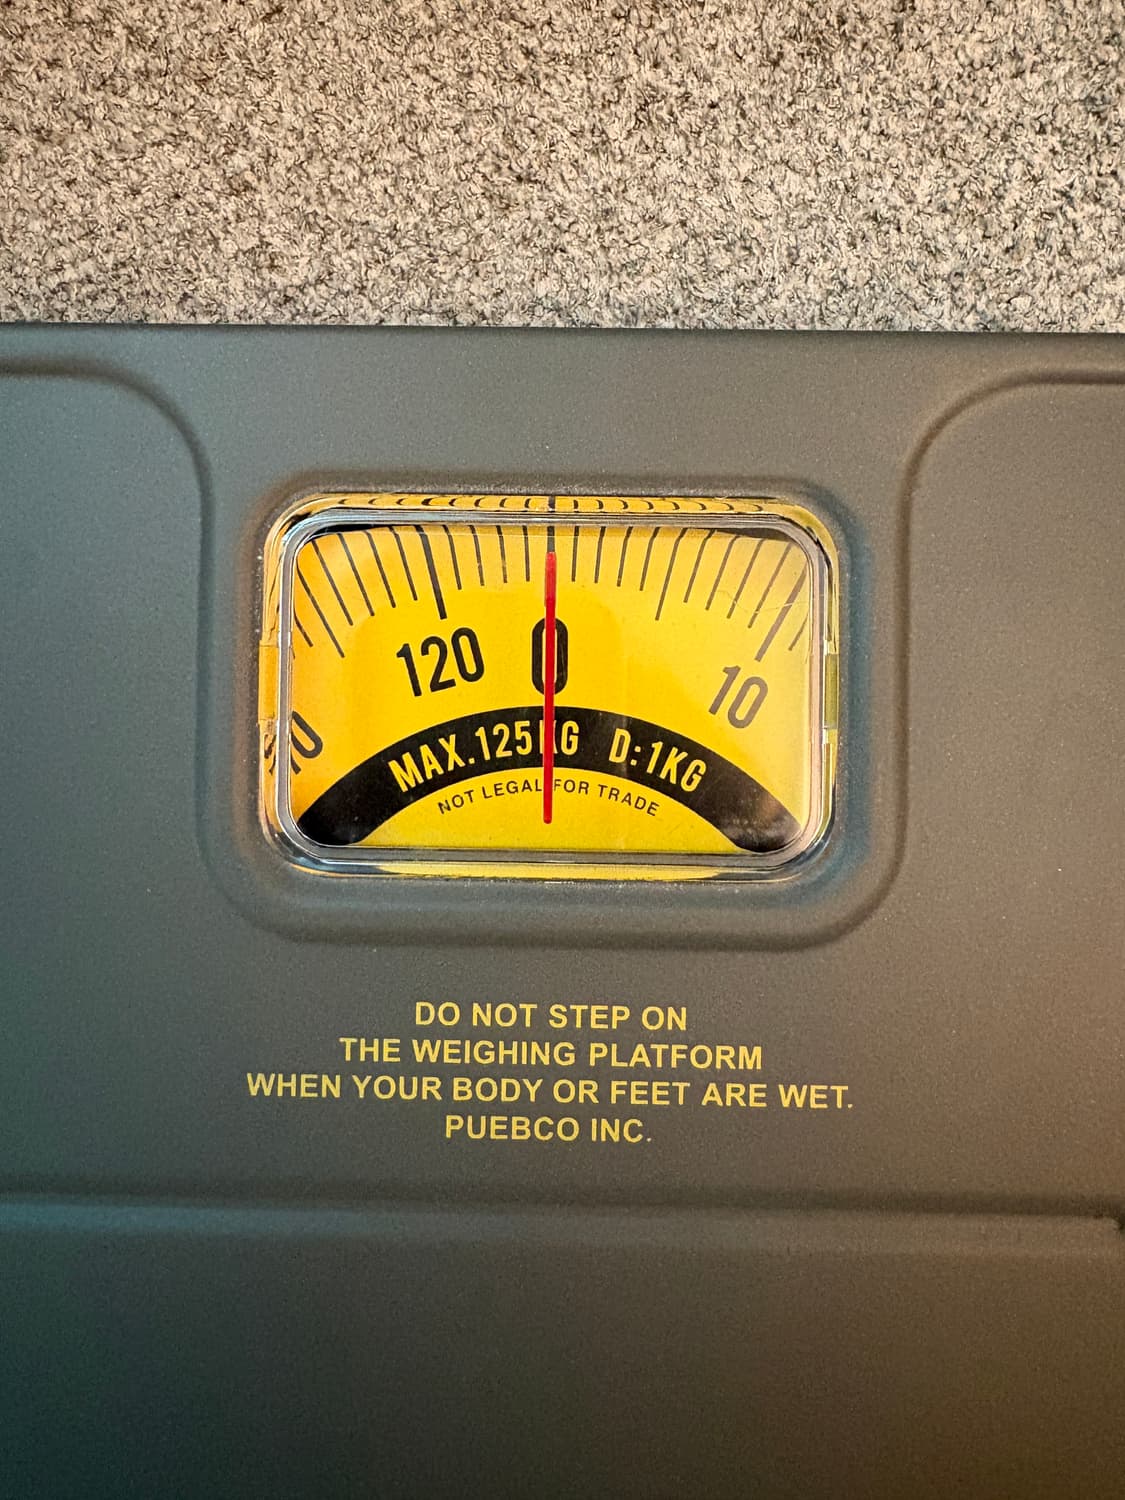 120 0 10
MAX. 125KG D:1KG
NOT LEGAL FOR TRADE
DO NOT STEP ON
THE WEIGHING PLATFORM
WHEN YOUR BODY OR FEET ARE WET.
PUEBCO INC.